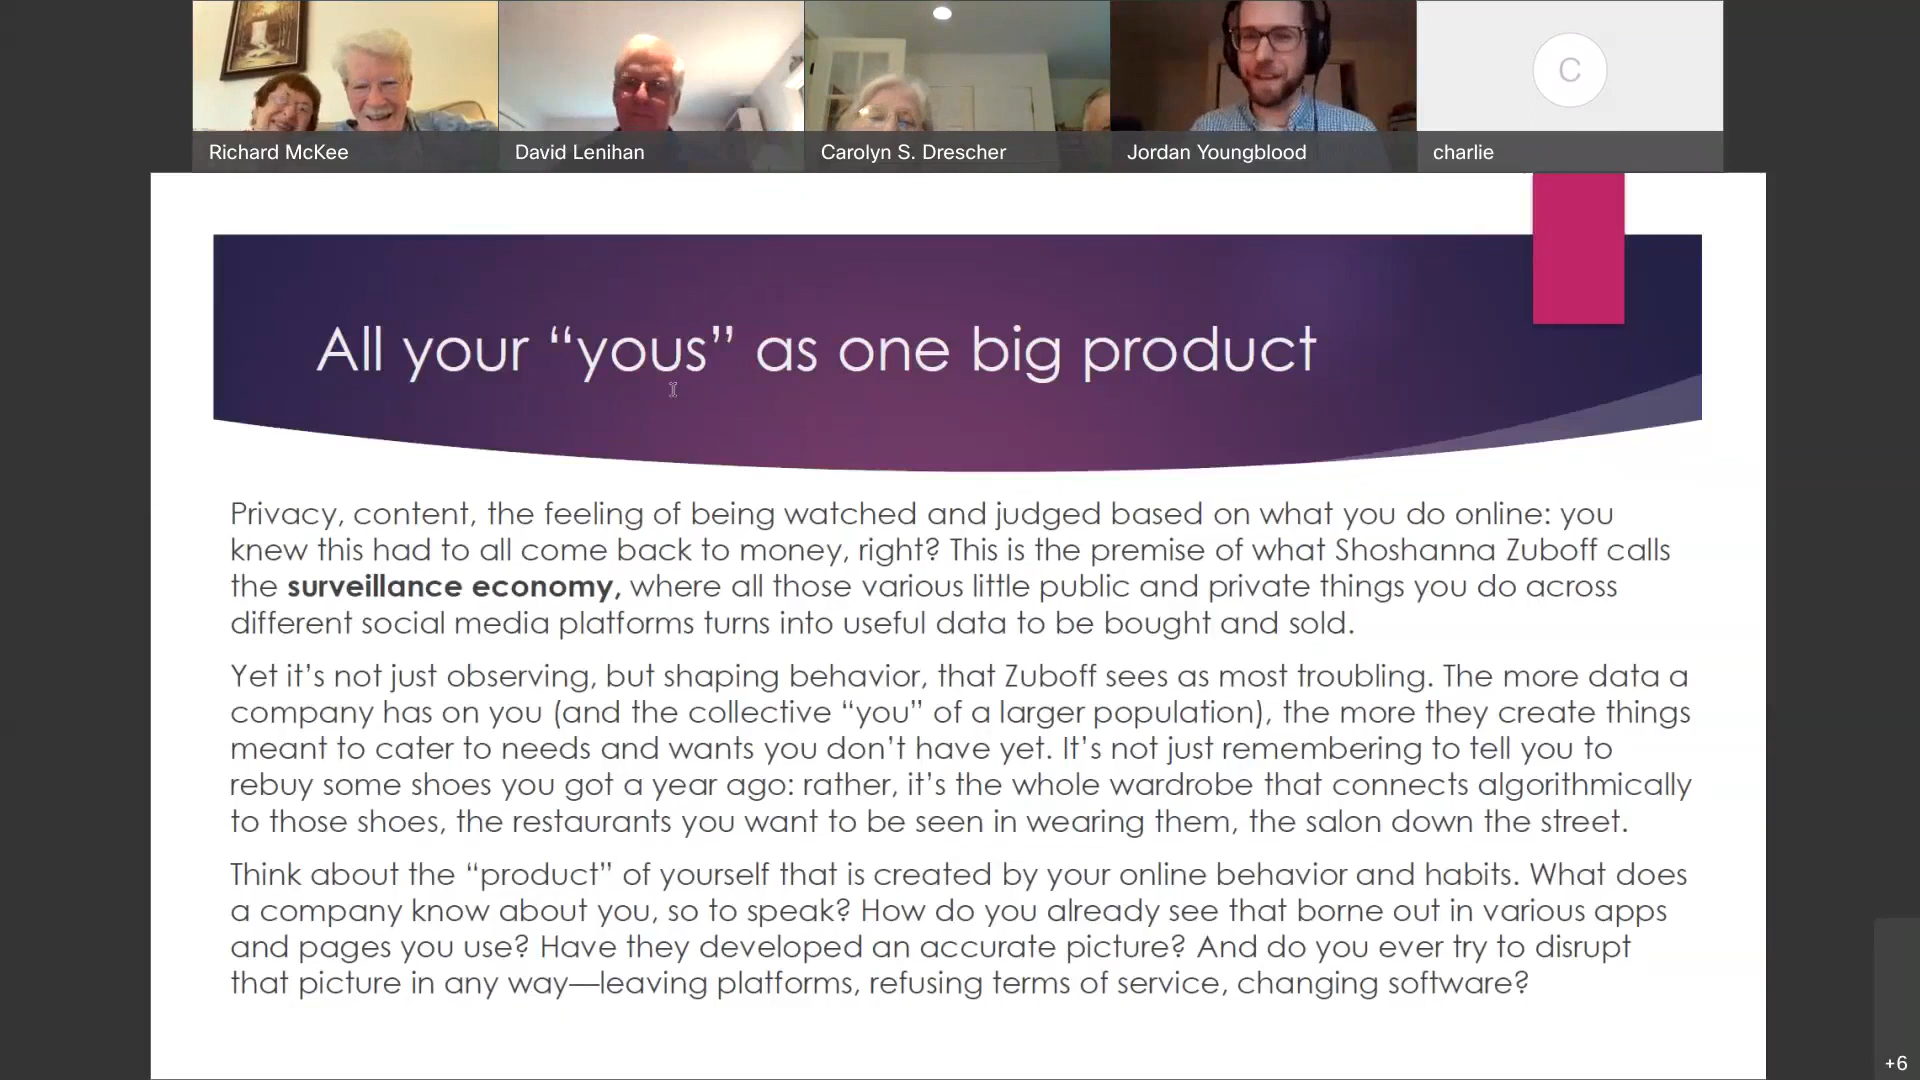 Richard McKee
David Lenihan
Carolyn S. Drescher
Jordan Youngblood
C
charlie
All your “yous” as one big product
Privacy, content, the feeling of being watched and judged based on what you do online: you
knew this had to all come back to money, right? This is the premise of what Shoshanna Zuboff calls
the surveillance economy, where all those various little public and private things you do across
different social media platforms turns into useful data to be bought and sold.
Yet it’s not just observing, but shaping behavior, that Zuboff sees as most troubling. The more data a
company has on you (and the collective “you” of a larger population), the more they create things
meant to cater to needs and wants you don’t have yet. It’s not just remembering to tell you to
rebuy some shoes you got a year ago: rather, it’s the whole wardrobe that connects algorithmically
to those shoes, the restaurants you want to be seen in wearing them, the salon down the street.
Think about the “product” of yourself that is created by your online behavior and habits. What does
a company know about you, so to speak? How do you already see that borne out in various apps
and pages you use? Have they developed an accurate picture? And do you ever try to disrupt
that picture in any way—leaving platforms, refusing terms of service, changing software?
+6